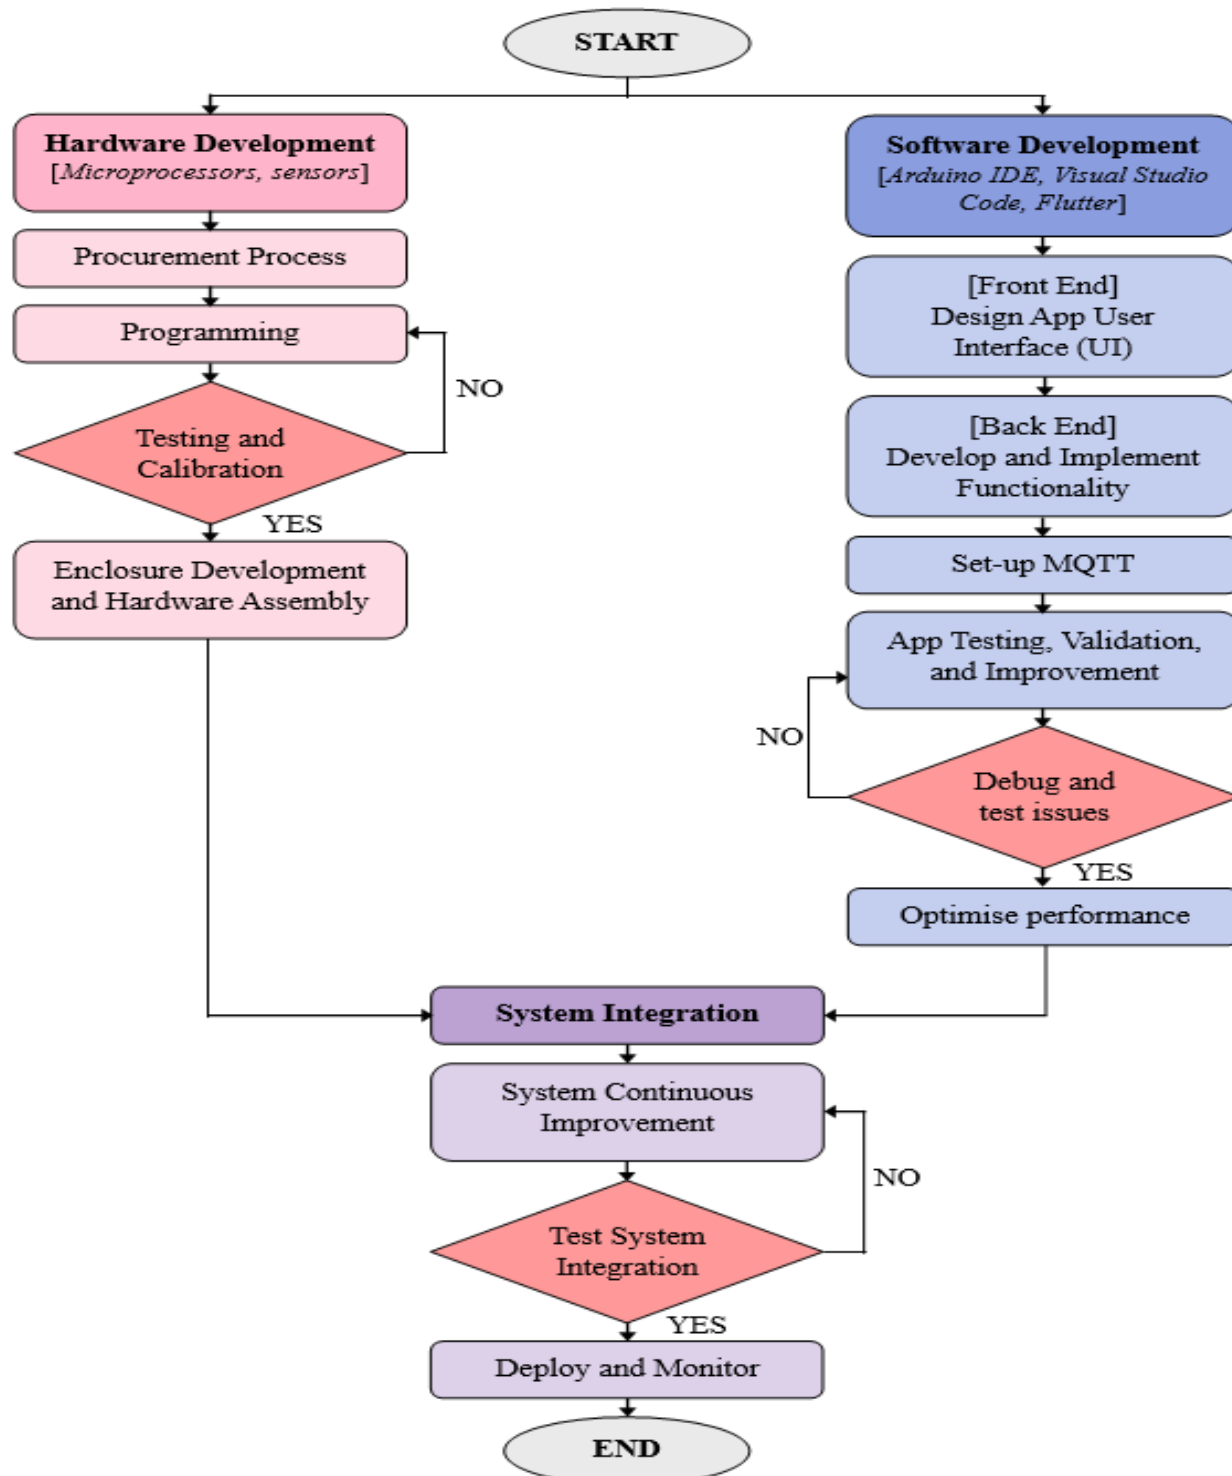 START
Hardware Development
[Microprocessors, sensors]
Procurement Process
Programming
NO
Testing and
Calibration
YES
Enclosure Development
and Hardware Assembly
Software Development
[Arduino IDE, Visual Studio
Code, Flutter]
[Front End]
Design App User
Interface (UI)
[Back End]
Develop and Implement
Functionality
Set-up MQTT
App Testing, Validation,
and Improvement
NO
Debug and
test issues
YES
Optimise performance
System Integration
System Continuous
Improvement
NO
Test System
Integration
YES
Deploy and Monitor
END